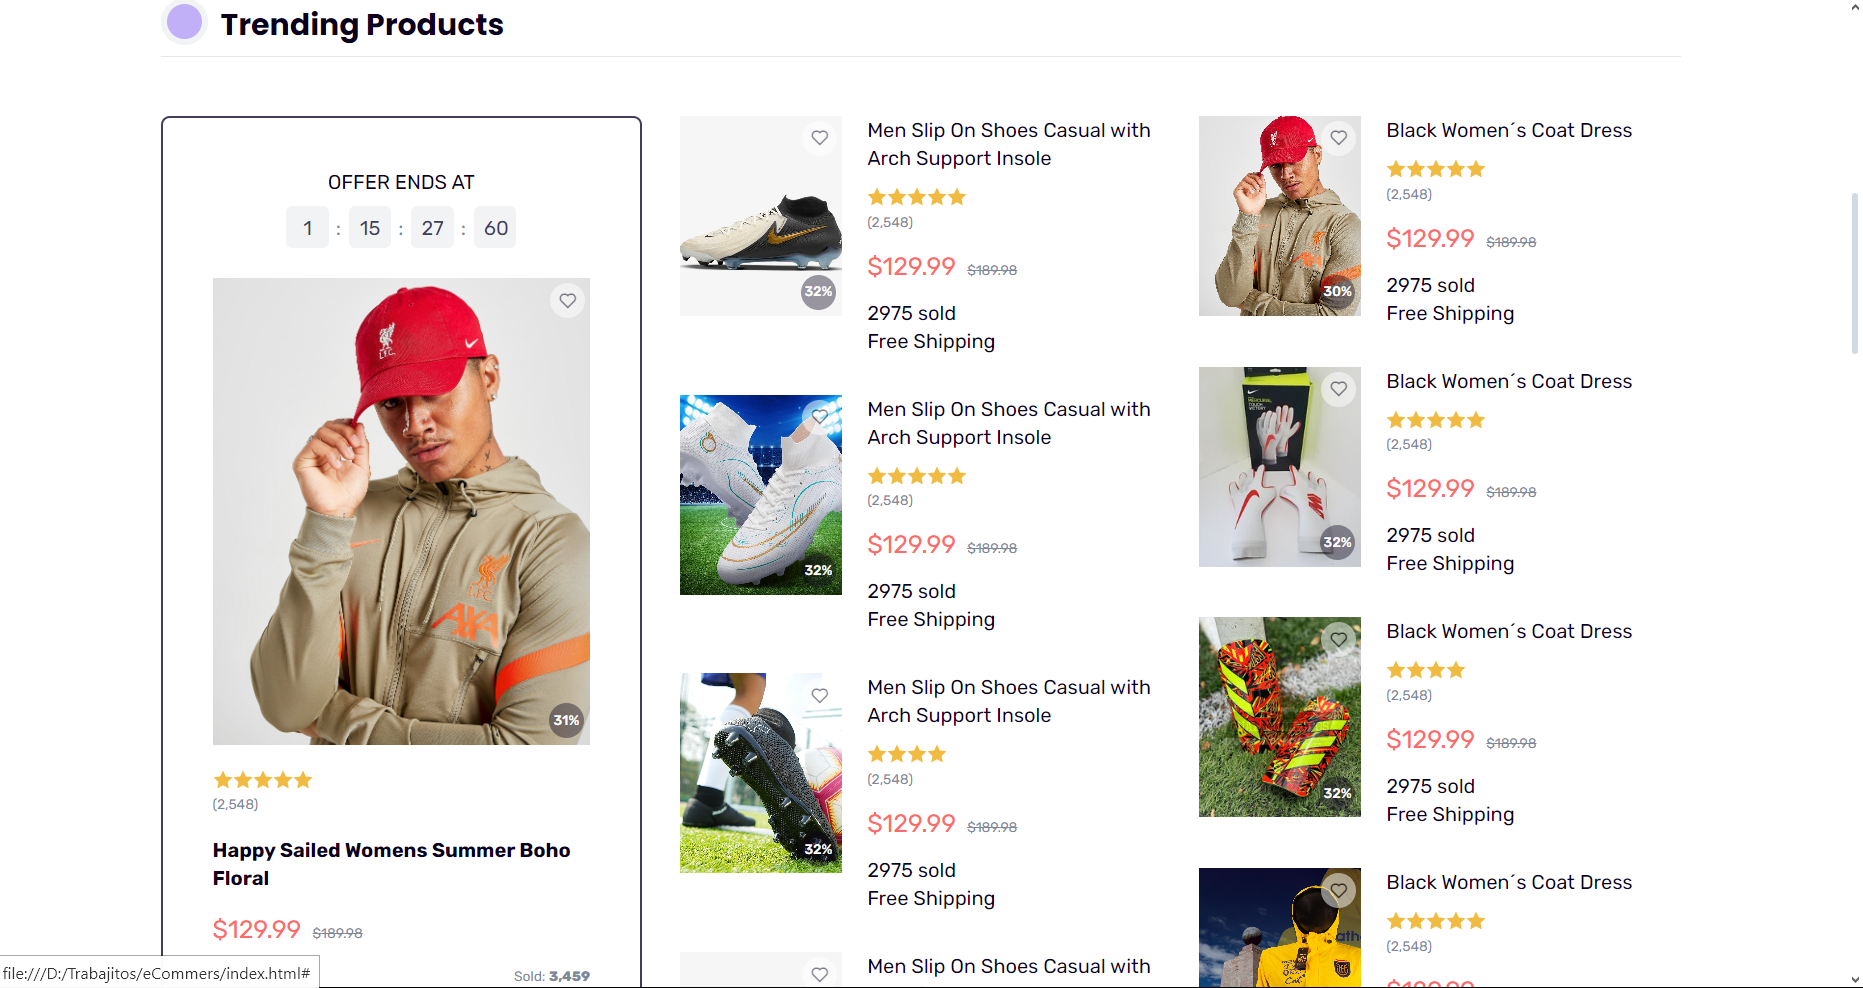 Trending Products
OFFER ENDS AT
1 : 15 : 27 : 60
L.F.C.
L.F.C.
AXA
31%
(2,548)
Happy Sailed Womens Summer Boho
Floral
$129.99 $189.98
Sold: 3,459
file:///D:/Trabajitos/eCommers/index.html#
32%
Men Slip On Shoes Casual with
Arch Support Insole
(2,548)
$129.99 $189.98
2975 sold
Free Shipping
32%
Men Slip On Shoes Casual with
Arch Support Insole
(2,548)
$129.99 $189.98
2975 sold
Free Shipping
32%
Men Slip On Shoes Casual with
Arch Support Insole
(2,548)
$129.99 $189.98
2975 sold
Free Shipping
Men Slip On Shoes Casual with
30%
Black Women´s Coat Dress
(2,548)
$129.99 $189.98
2975 sold
Free Shipping
32%
Black Women´s Coat Dress
(2,548)
$129.99 $189.98
2975 sold
Free Shipping
32%
Black Women´s Coat Dress
(2,548)
$129.99 $189.98
2975 sold
Free Shipping
Black Women´s Coat Dress
(2,548)